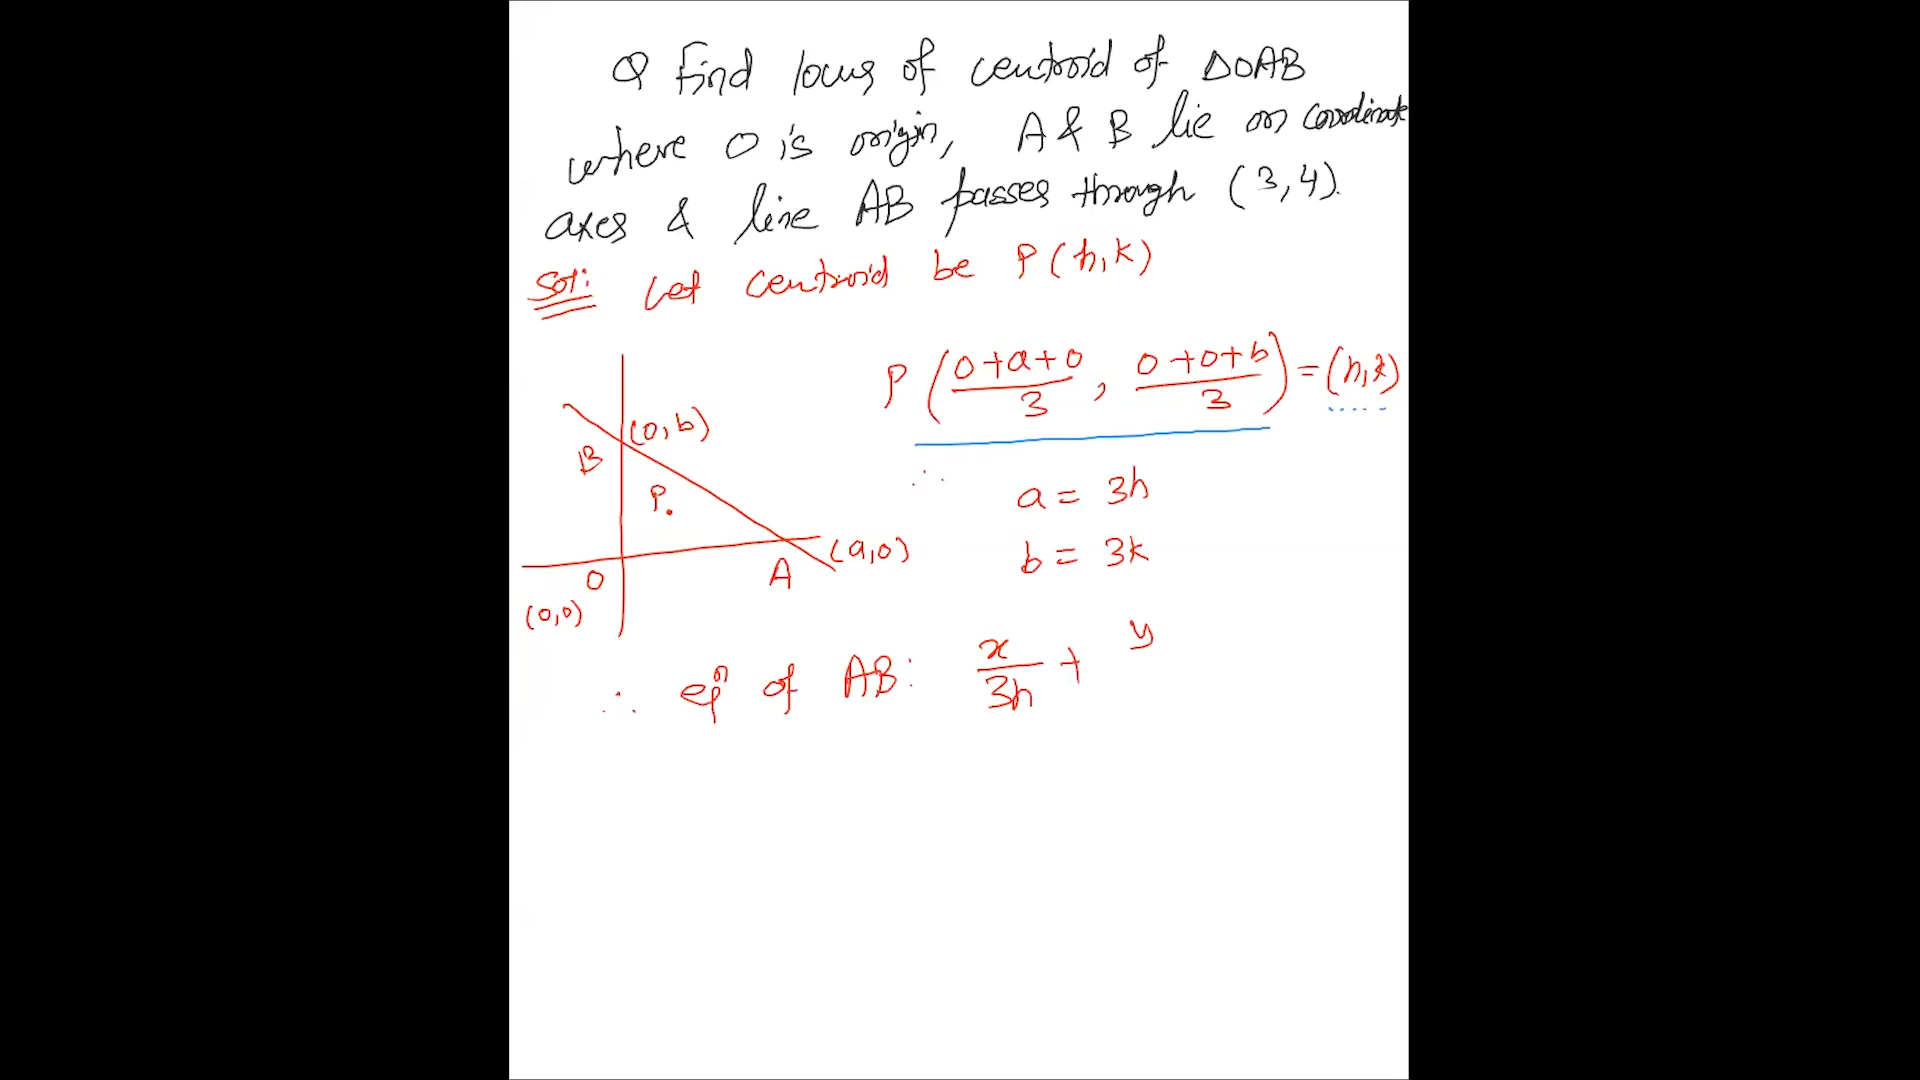 Q Find locus of centroid of ΔOAB
where O is origin, A & B lie on coordinate
axes & line AB passes through (3,4).
Sol: Let centroid be P(h,k)
P((0+a+0)/3, (0+0+b)/3) = (h,k)
(0,b)
B
P.
∴ a = 3h
(a,0)
b = 3k
O
A
(0,0)
∴ eqn of AB: x/3h + y